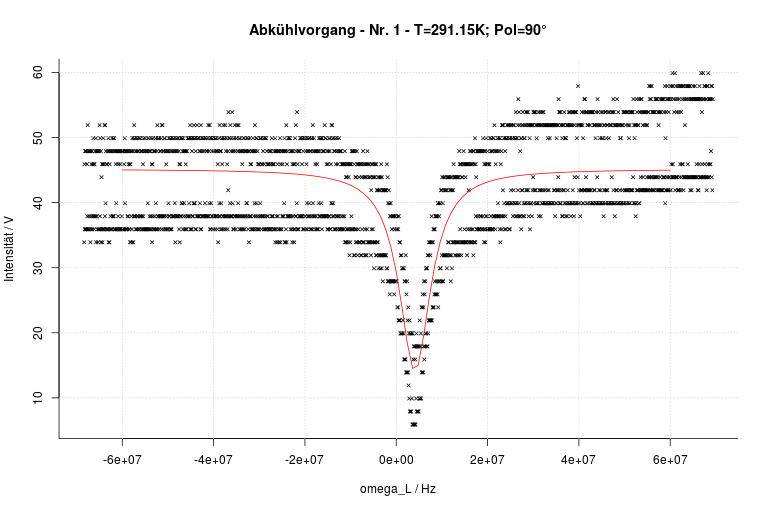 Abkühlvorgang - Nr. 1 - T=291.15K; Pol=90°
Intensität / V
60
50
40
30
20
10
-6e+07 -4e+07 -2e+07 0e+00 2e+07 4e+07 6e+07
omega_L / Hz